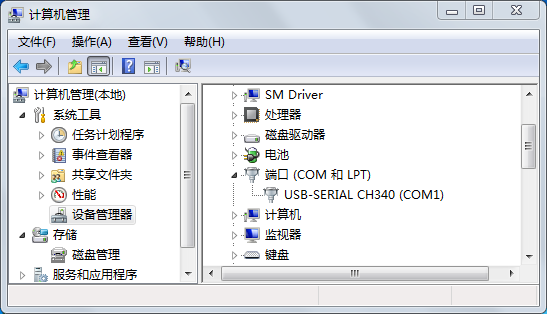 计算机管理
文件(F) 操作(A) 查看(V) 帮助(H)
计算机管理(本地)
系统工具
任务计划程序
事件查看器
共享文件夹
性能
设备管理器
存储
磁盘管理
服务和应用程序
SM Driver
处理器
磁盘驱动器
电池
端口 (COM 和 LPT)
USB-SERIAL CH340 (COM1)
计算机
监视器
键盘